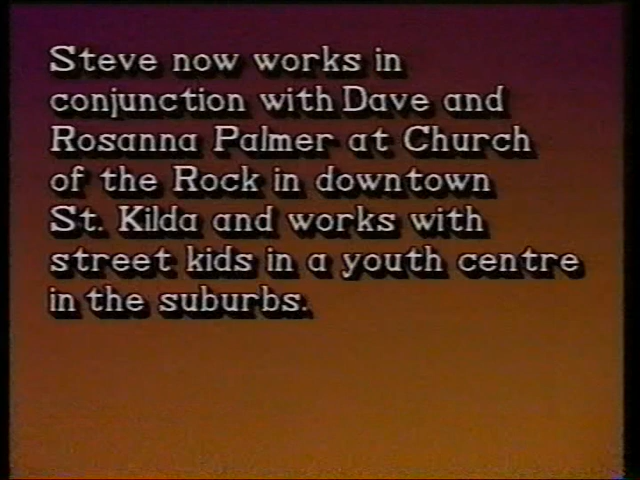 Steve now works in
conjunction with Dave and
Rosanna Palmer at Church
of the Rock in downtown
St. Kilda and works with
street kids in a youth centre
in the suburbs.